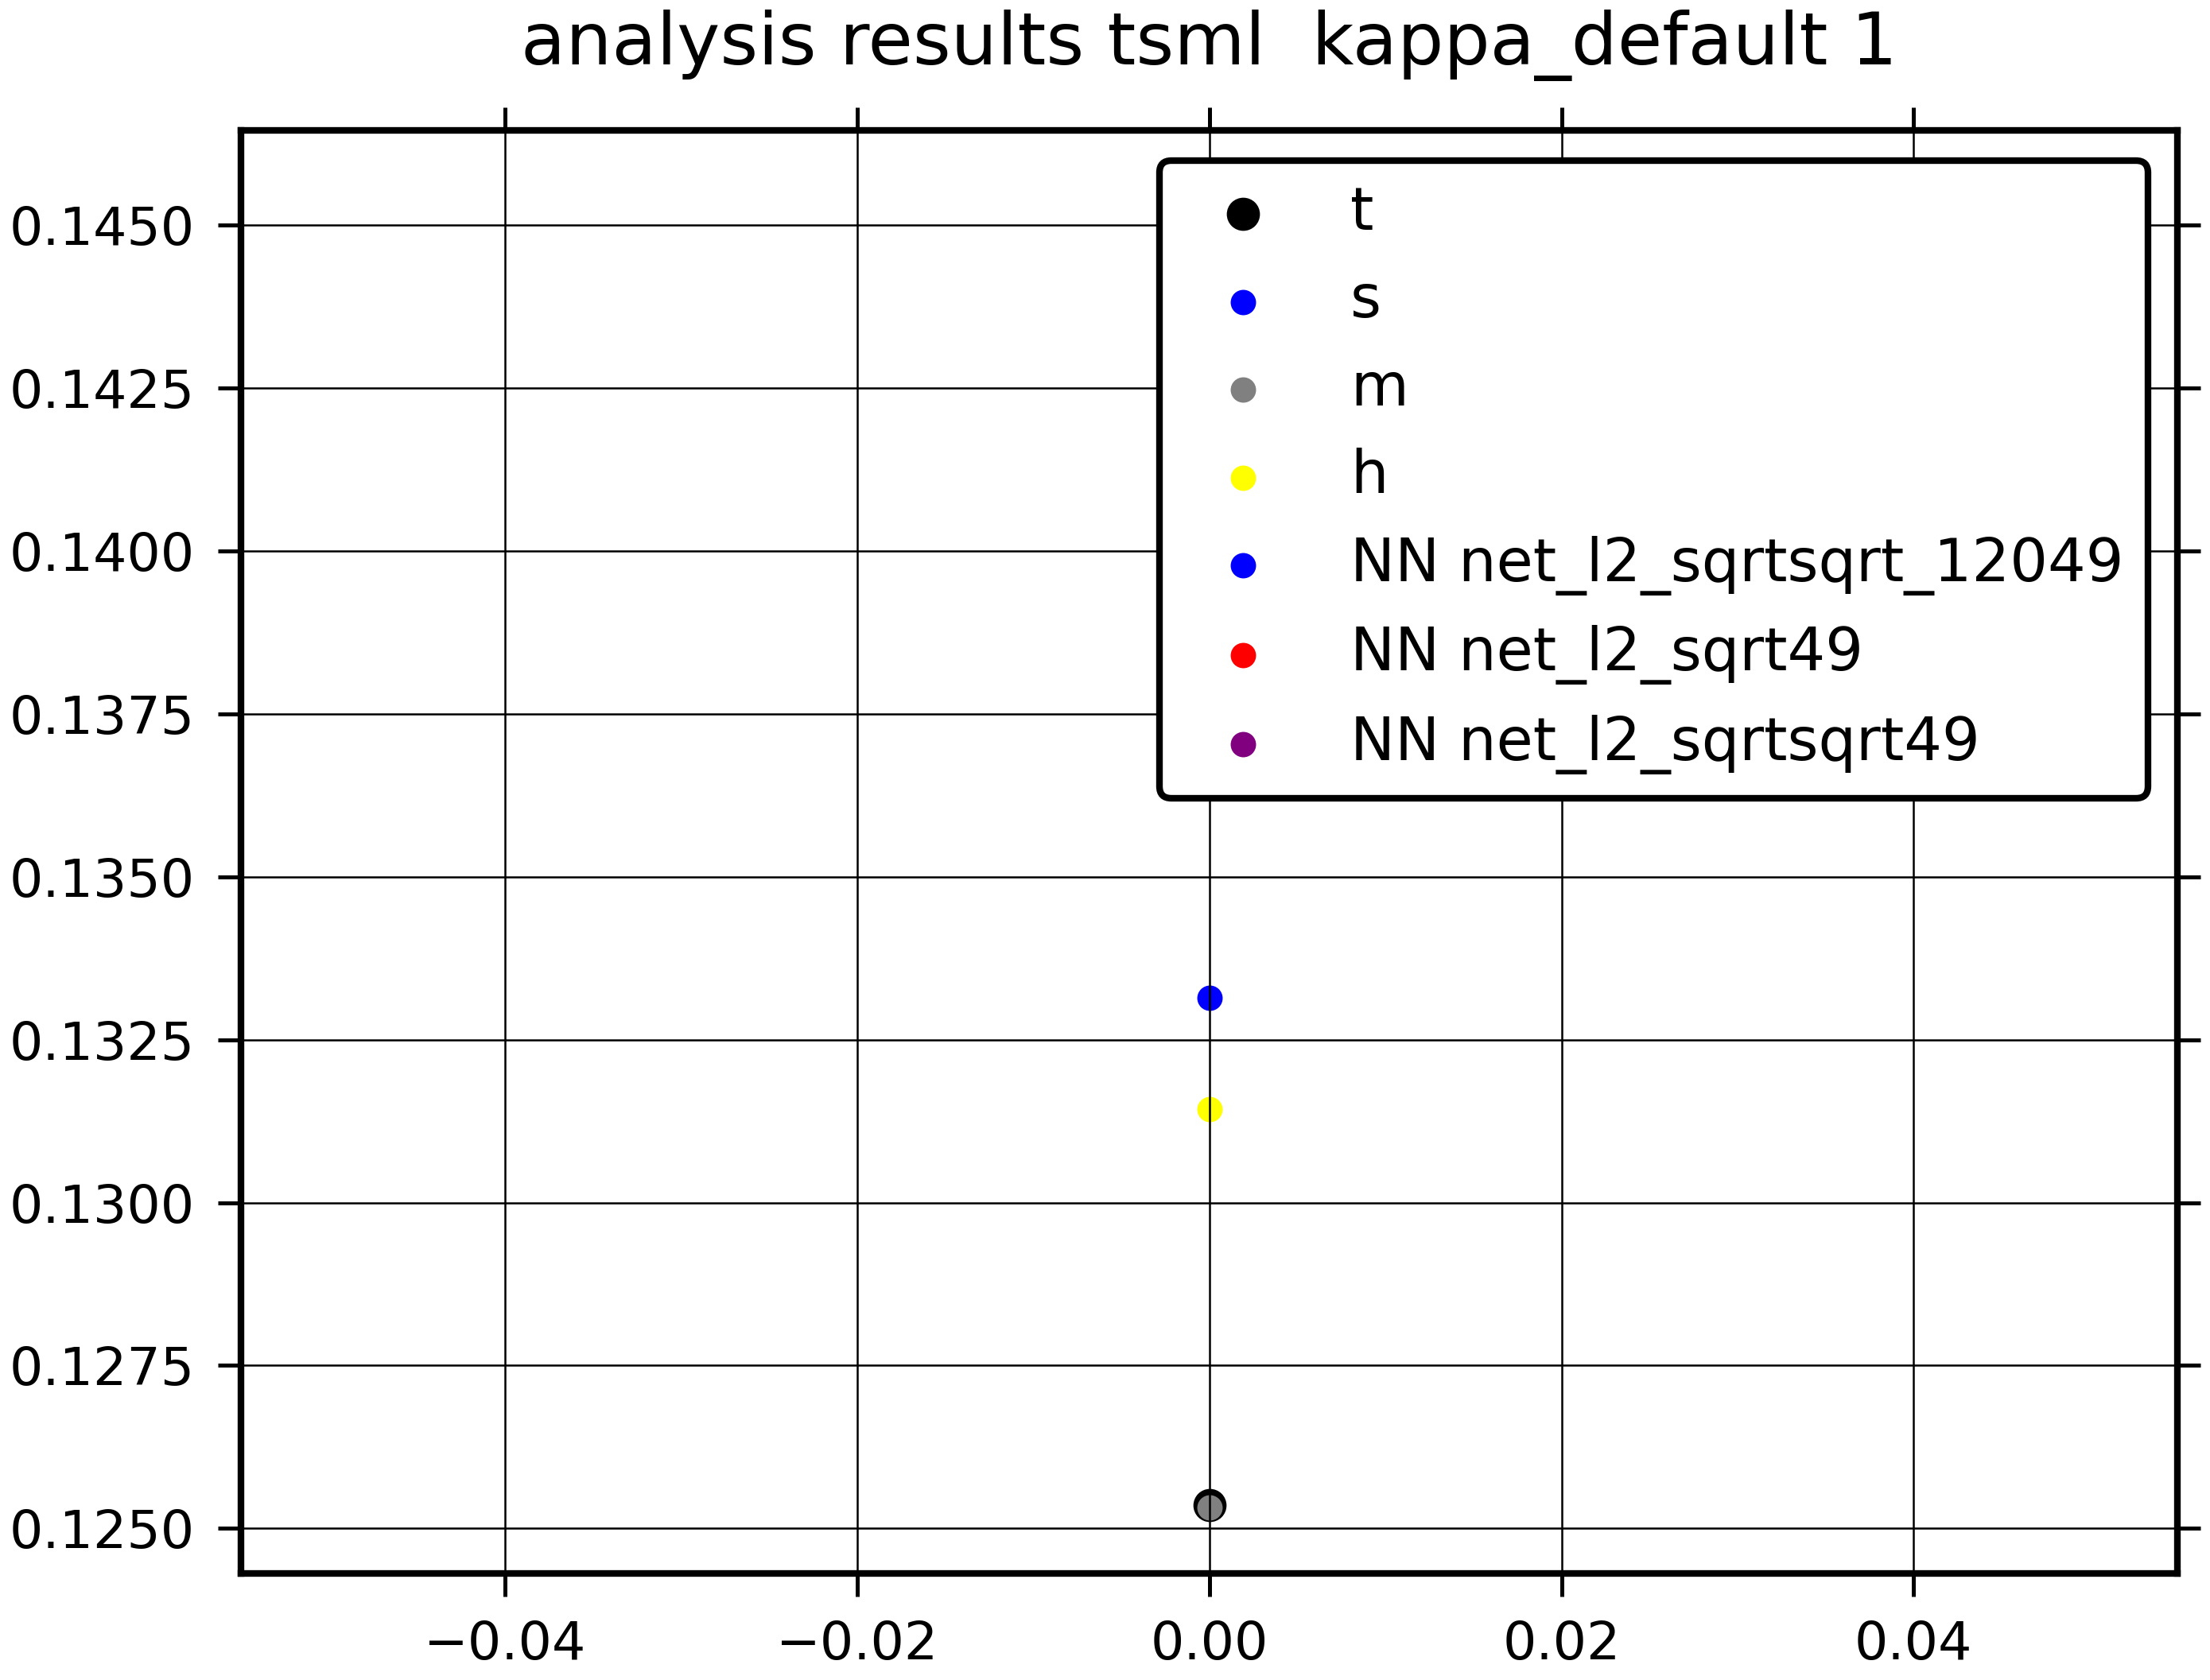 analysis results tsml  kappa_default 1
0.1450
0.1425
0.1400
0.1375
0.1350
0.1325
0.1300
0.1275
0.1250
t
s
m
h
NN net_l2_sqrtsqrt_12049
NN net_l2_sqrt49
NN net_l2_sqrtsqrt49
−0.04 −0.02 0.00 0.02 0.04